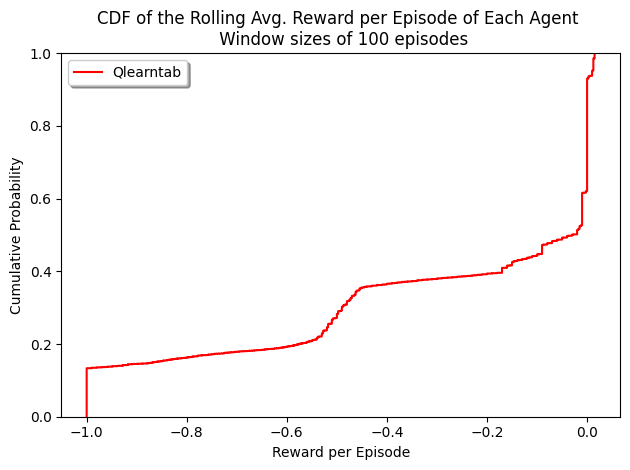 CDF of the Rolling Avg. Reward per Episode of Each Agent
Window sizes of 100 episodes
Qlearntab
1.0
0.8
0.6
0.4
0.2
0.0
Cumulative Probability
−1.0 −0.8 −0.6 −0.4 −0.2 0.0
Reward per Episode